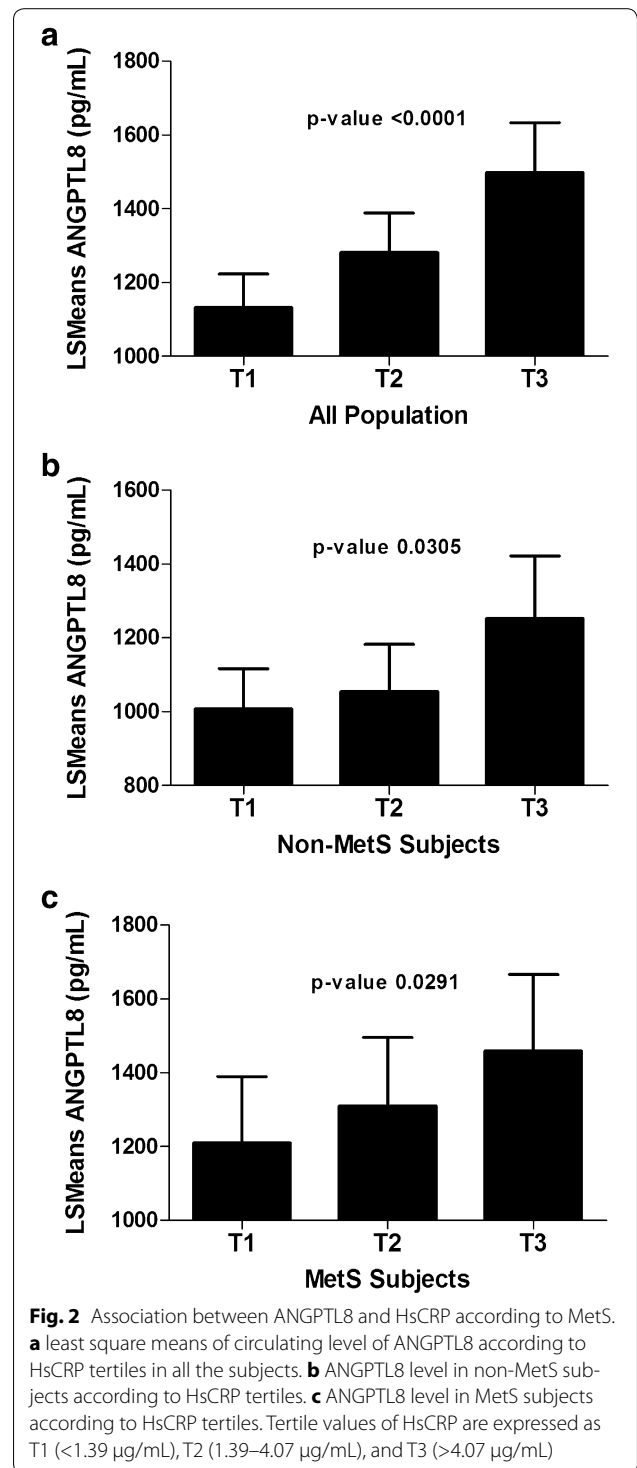 a
LSMeans ANGPTL8 (pg/mL)
1800
1600
1400
1200
1000
p-value <0.0001
T1 T2 T3
All Population
b
LSMeans ANGPTL8 (pg/mL)
1600
1400
1200
1000
800
p-value 0.0305
T1 T2 T3
Non-MetS Subjects
c
LSMeans ANGPTL8 (pg/mL)
1800
1600
1400
1200
1000
p-value 0.0291
T1 T2 T3
MetS Subjects
Fig. 2 Association between ANGPTL8 and HsCRP according to MetS.
a least square means of circulating level of ANGPTL8 according to
HsCRP tertiles in all the subjects. b ANGPTL8 level in non-MetS sub-
jects according to HsCRP tertiles. c ANGPTL8 level in MetS subjects
according to HsCRP tertiles. Tertile values of HsCRP are expressed as
T1 (<1.39 μg/mL), T2 (1.39–4.07 μg/mL), and T3 (>4.07 μg/mL)